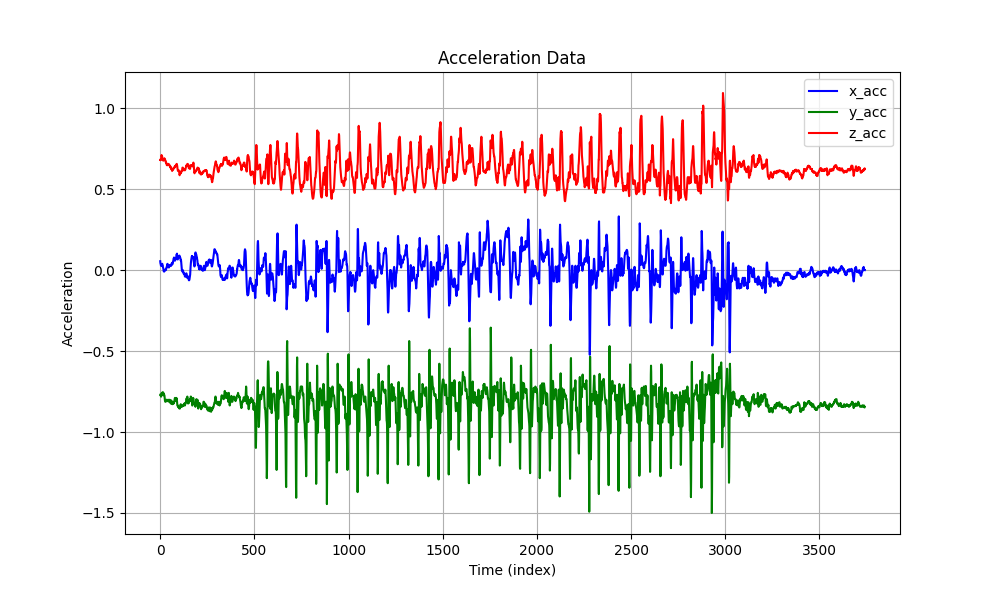 Acceleration Data
x_acc
y_acc
z_acc
1.0
0.5
0.0
−0.5
−1.0
−1.5
Acceleration
0 500 1000 1500 2000 2500 3000 3500
Time (index)